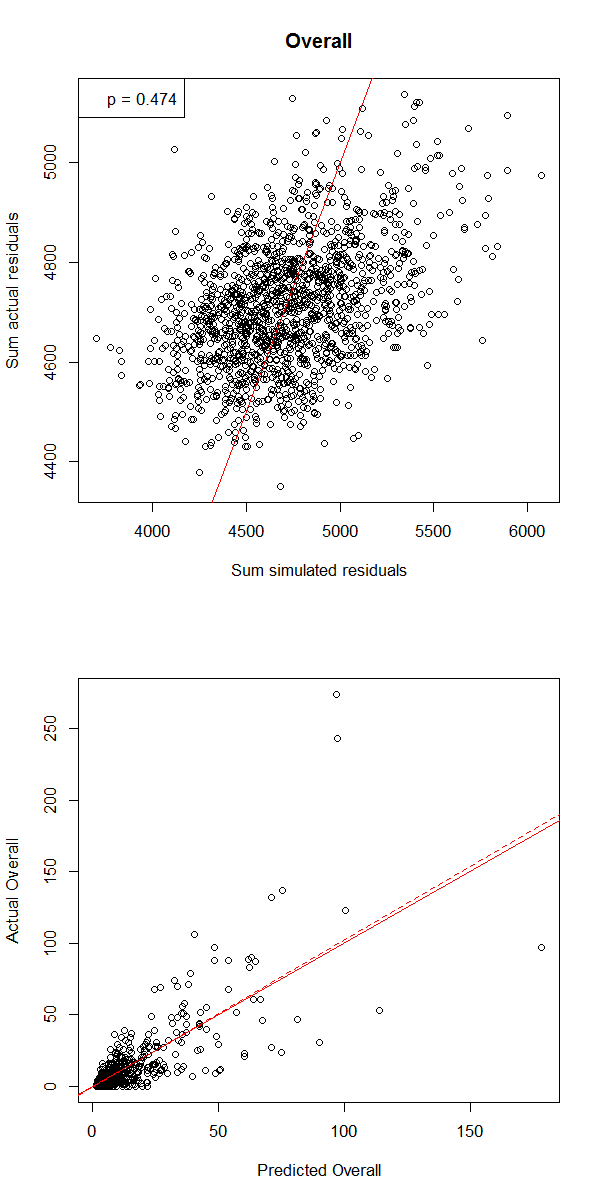 Overall
p = 0.474
Sum actual residuals
5000
4800
4600
4400
4000 4500 5000 5500 6000
Sum simulated residuals
Actual Overall
250
200
150
100
50
0
0 50 100 150
Predicted Overall